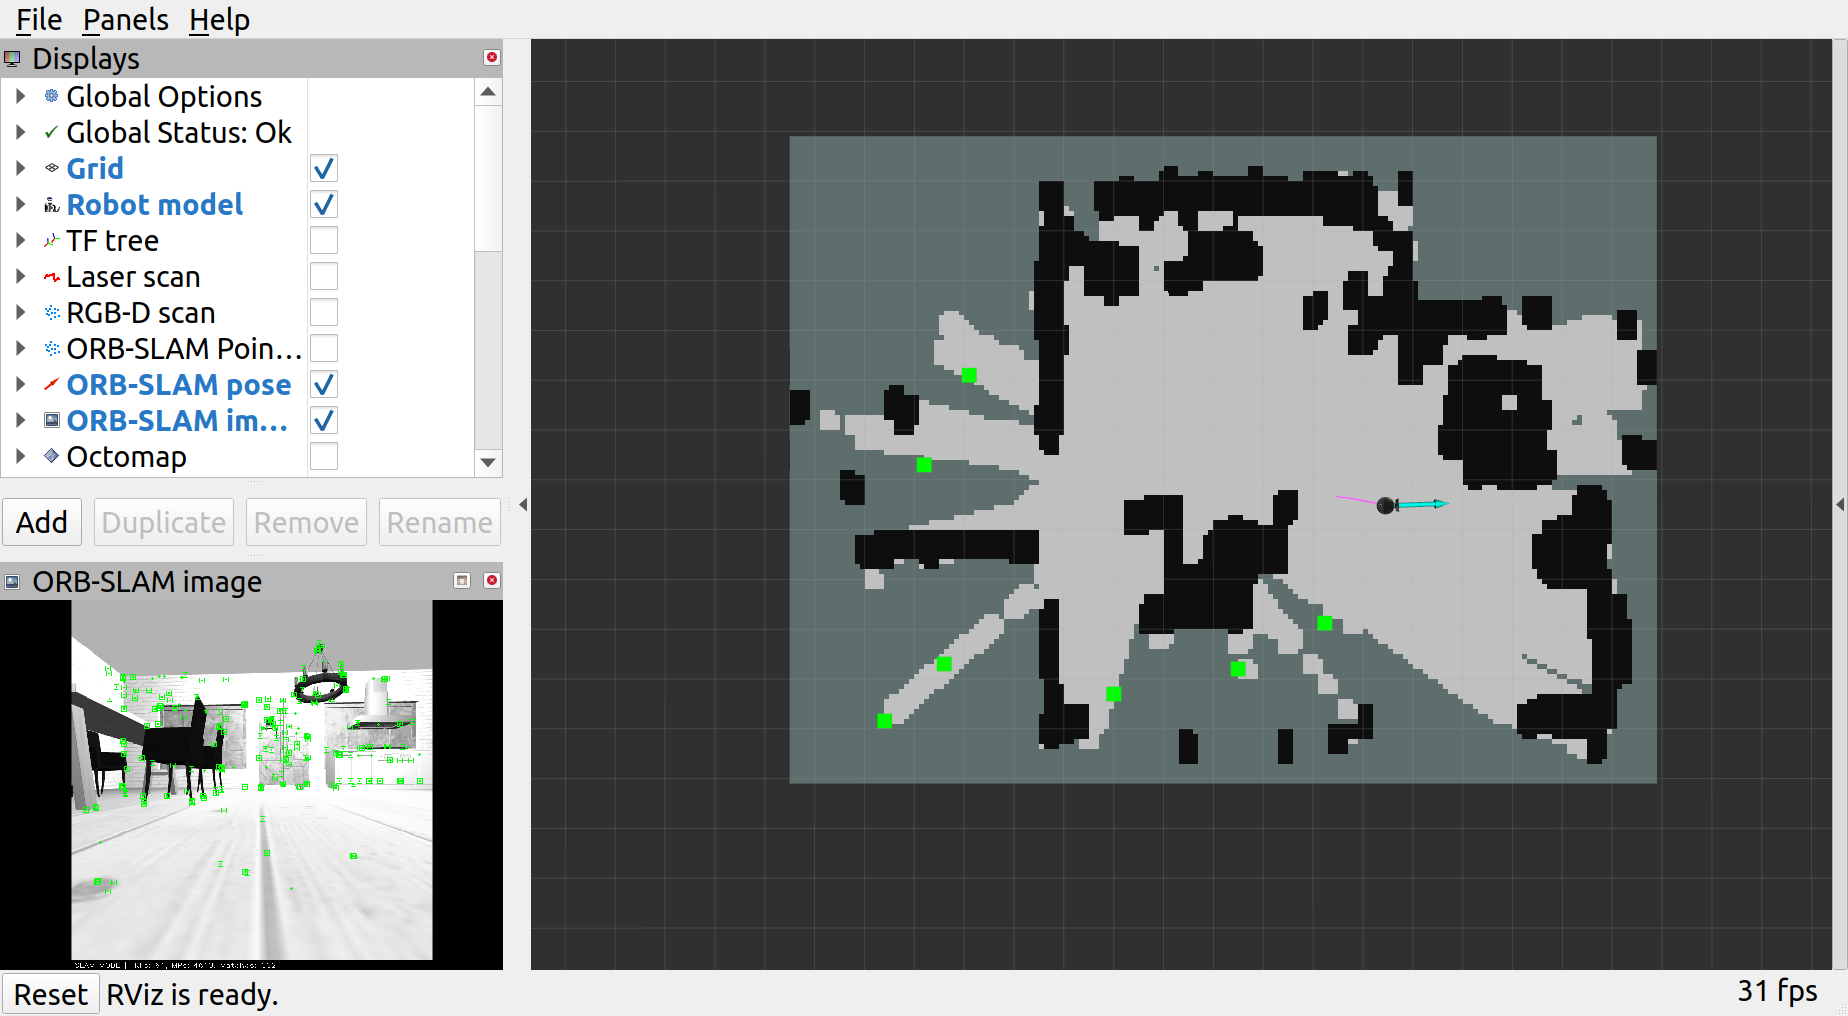 File Panels Help
Displays
Global Options
Global Status: Ok
Grid
Robot model
TF tree
Laser scan
RGB-D scan
ORB-SLAM Poin...
ORB-SLAM pose
ORB-SLAM im...
Octomap
Add Duplicate Remove Rename
ORB-SLAM image
SLAM MODE |
Reset RViz is ready.
31 fps